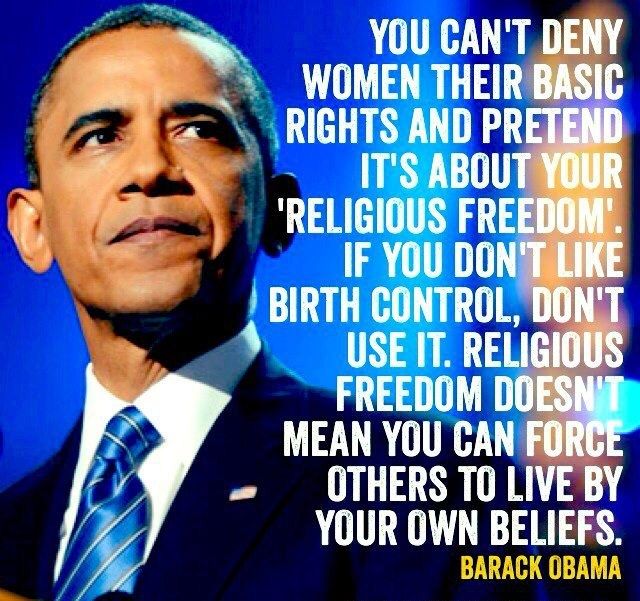 YOU CAN'T DENY
WOMEN THEIR BASIC
RIGHTS AND PRETEND
IT'S ABOUT YOUR
'RELIGIOUS FREEDOM'.
IF YOU DON'T LIKE
BIRTH CONTROL, DON'T
USE IT. RELIGIOUS
FREEDOM DOESN'T
MEAN YOU CAN FORCE
OTHERS TO LIVE BY
YOUR OWN BELIEFS.
BARACK OBAMA